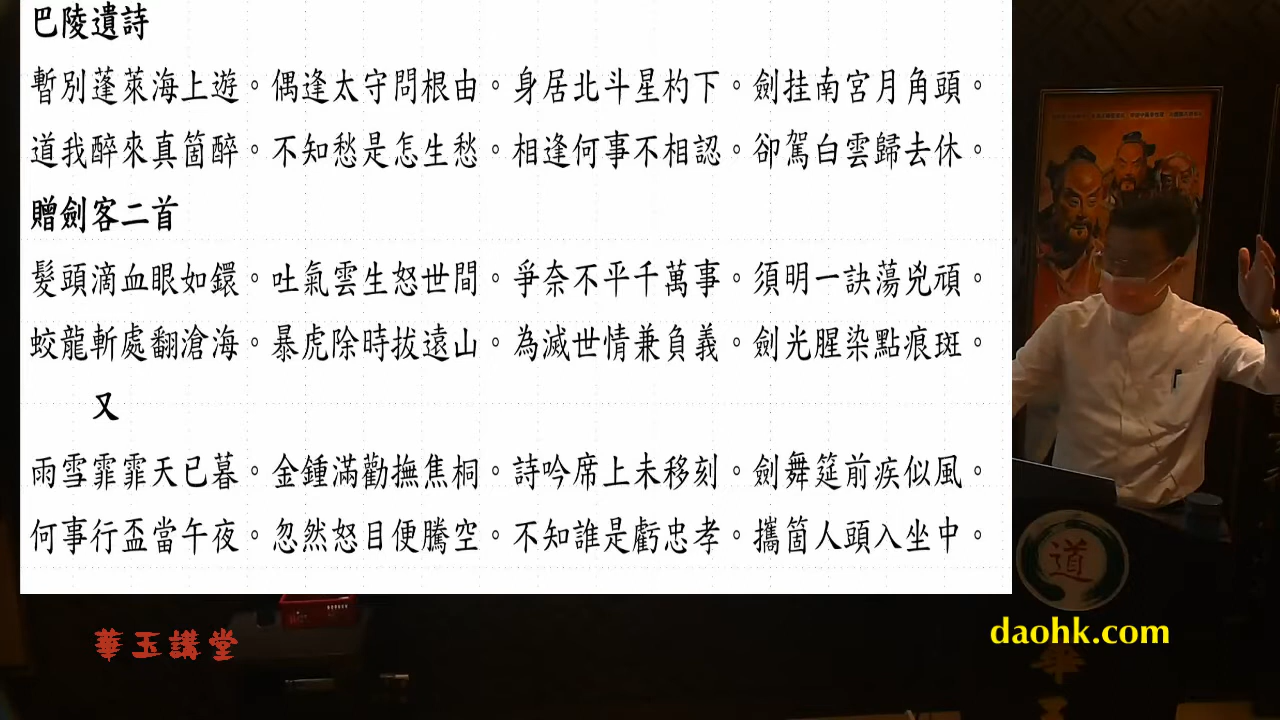 巴陵遺詩
暫別蓬萊海上遊。偶逢太守問根由。身居北斗星杓下。劍挂南宮月角頭。
道我醉來真箇醉。不知愁是怎生愁。相逢何事不相認。卻駕白雲歸去休。
贈劍客二首
髮頭滴血眼如鐶。吐氣雲生怒世間。爭奈不平千萬事。須明一訣蕩兇頑。
蛟龍斬處翻滄海。暴虎除時拔遠山。為滅世情兼負義。劍光腥染點痕斑。
又
雨雪霏霏天已暮。金鍾滿勸撫焦桐。詩吟席上未移刻。劍舞筵前疾似風。
何事行盃當午夜。忽然怒目便騰空。不知誰是虧忠孝。攜箇人頭入坐中。
道
華
華玉講堂
daohk.com